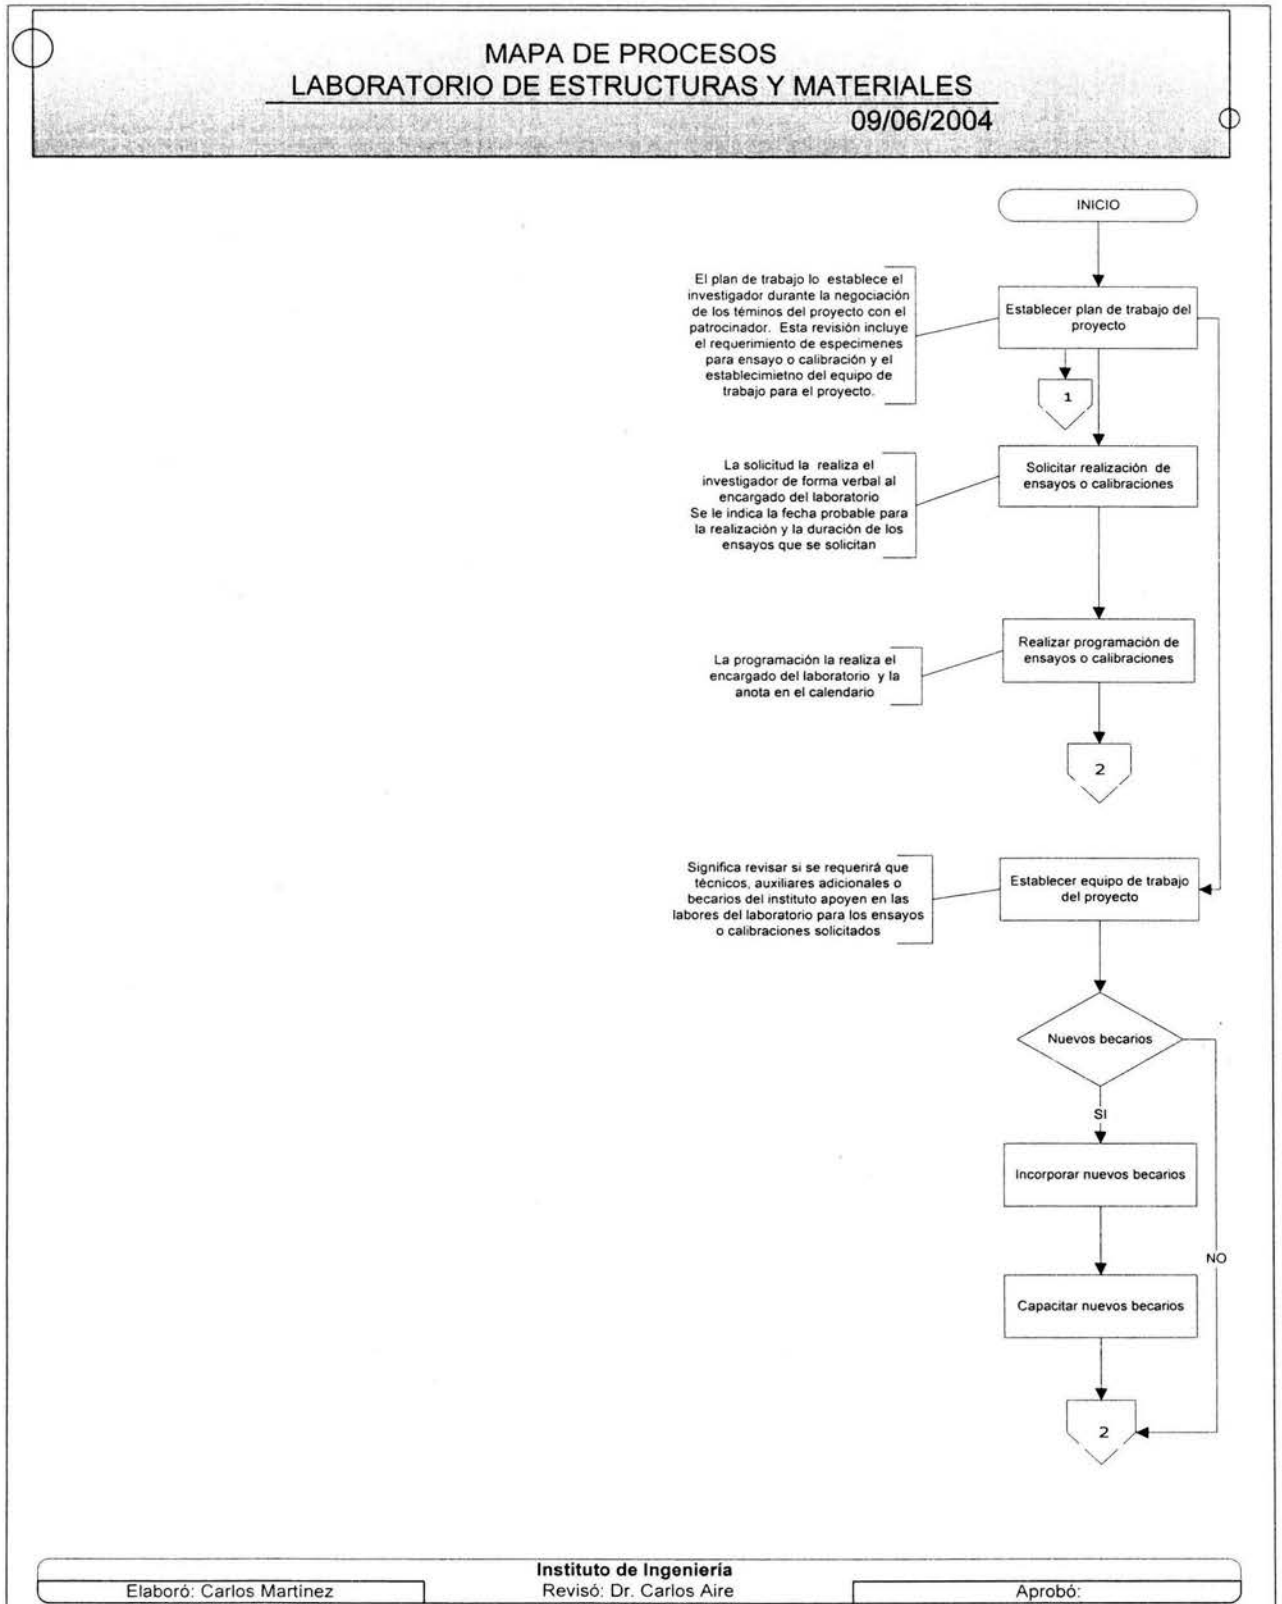 MAPA DE PROCESOS
LABORATORIO DE ESTRUCTURAS Y MATERIALES
09/06/2004
INICIO
El plan de trabajo lo establece el
investigador durante la negociación
de los téminos del proyecto con el
patrocinador. Esta revisión incluye
el requerimiento de especimenes
para ensayo o calibración y el
establecimietno del equipo de
trabajo para el proyecto.
Establecer plan de trabajo del
proyecto
1
La solicitud la realiza el
investigador de forma verbal al
encargado del laboratorio
Se le indica la fecha probable para
la realización y la duración de los
ensayos que se solicitan
Solicitar realización de
ensayos o calibraciones
La programación la realiza el
encargado del laboratorio y la
anota en el calendario
Realizar programación de
ensayos o calibraciones
2
Significa revisar si se requerirá que
técnicos, auxiliares adicionales o
becarios del instituto apoyen en las
labores del laboratorio para los ensayos
o calibraciones solicitados
Establecer equipo de trabajo
del proyecto
Nuevos becarios
SI
Incorporar nuevos becarios
NO
Capacitar nuevos becarios
2
Instituto de Ingeniería
Elaboró: Carlos Martinez
Revisó: Dr. Carlos Aire
Aprobó: